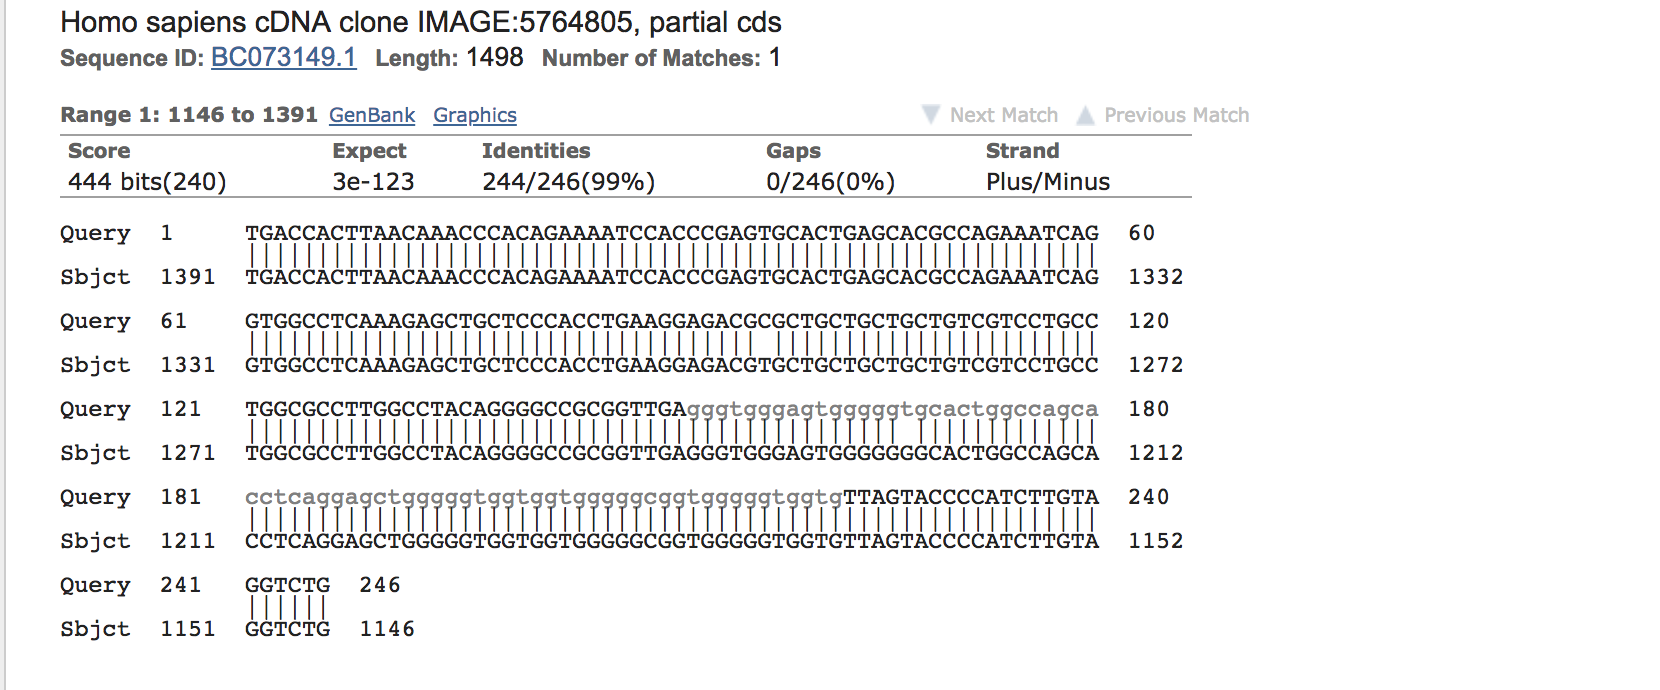 Homo sapiens cDNA clone IMAGE:5764805, partial cds
Sequence ID: BC073149.1 Length: 1498 Number of Matches: 1
Range 1: 1146 to 1391 GenBank Graphics ▼ Next Match ▲ Previous Match
Score Expect Identities Gaps Strand
444 bits(240) 3e-123 244/246(99%) 0/246(0%) Plus/Minus
Query 1 TGACCACTTAACAAACCCACAGAAAATCCACCCGAGTGCACTGAGCACGCCAGAAATCAG 60
Sbjct 1391 TGACCACTTAACAAACCCACAGAAAATCCACCCGAGTGCACTGAGCACGCCAGAAATCAG 1332
Query 61 GTGGCCTCAAAGAGCTGCTCCCACCTGAAGGAGACGCGCTGCTGCTGCTGTCGTCCTGCC 120
Sbjct 1331 GTGGCCTCAAAGAGCTGCTCCCACCTGAAGGAGACGTGCTGCTGCTGCTGTCGTCCTGCC 1272
Query 121 TGGCGCCTTGGCCTACAGGGGCCGCGGTTGAgggtgggagtgggggtgcactggccagca 180
Sbjct 1271 TGGCGCCTTGGCCTACAGGGGCCGCGGTTGAGGGTGGGAGTGGGGGGGCACTGGCCAGCA 1212
Query 181 cctcaggagctgggggtggtggtgggggcggtgggggtggtgTTAGTACCCCATCTTGTA 240
Sbjct 1211 CCTCAGGAGCTGGGGGTGGTGGTGGGGGCGGTGGGGGTGGTGTTAGTACCCCATCTTGTA 1152
Query 241 GGTCTG 246
Sbjct 1151 GGTCTG 1146